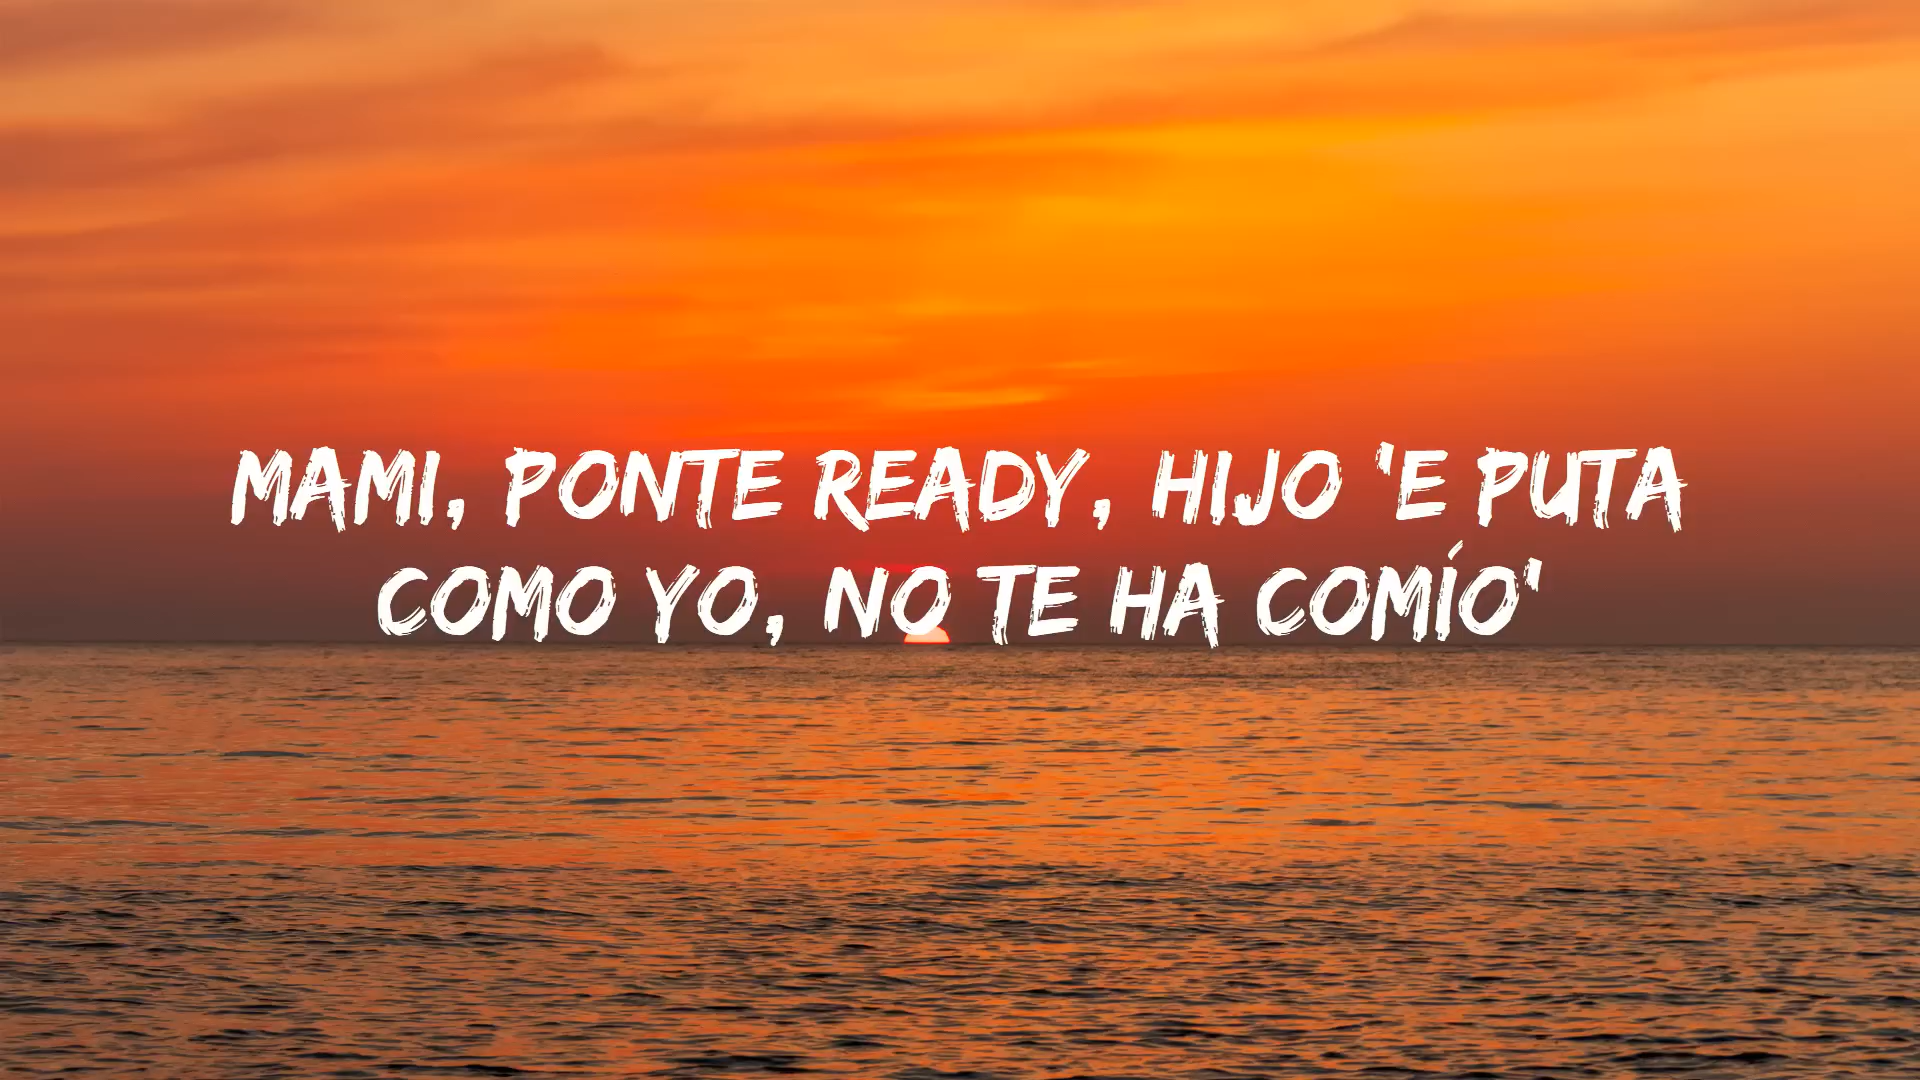 MAMI, PONTE READY, HIJO 'E PUTA
COMO YO, NO TE HA COMÍO'